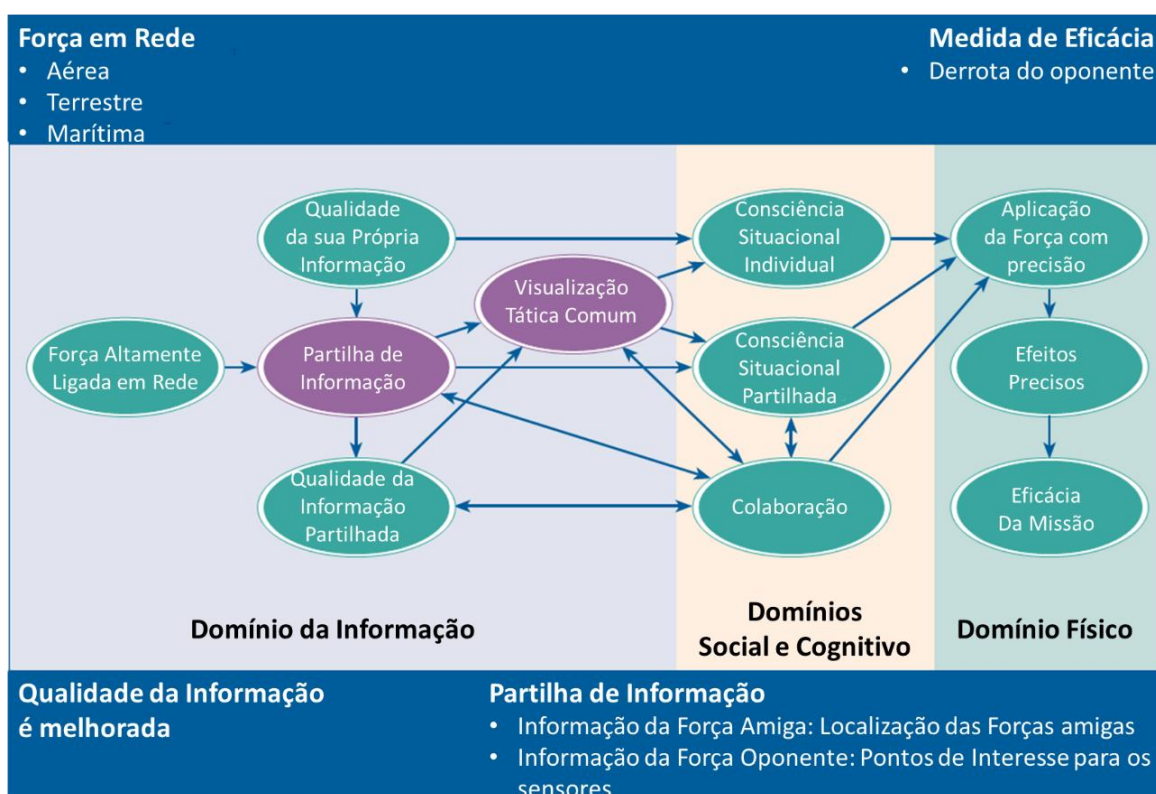 Força em Rede
• Aérea
• Terrestre
• Marítima
Medida de Eficácia
• Derrota do oponente
Qualidade
da sua Própria
Informação
Consciência
Situacional
Individual
Aplicação
da Força com
precisão
Visualização
Tática Comum
Força Altamente
Ligada em Rede
Partilha de
Informação
Consciência
Situacional
Partilhada
Efeitos
Precisos
Qualidade da
Informação
Partilhada
Colaboração
Eficácia
Da Missão
Domínio da Informação
Domínios
Social e Cognitivo
Domínio Físico
Qualidade da Informação
é melhorada
Partilha de Informação
• Informação da Força Amiga: Localização das Forças amigas
• Informação da Força Oponente: Pontos de Interesse para os
sensores